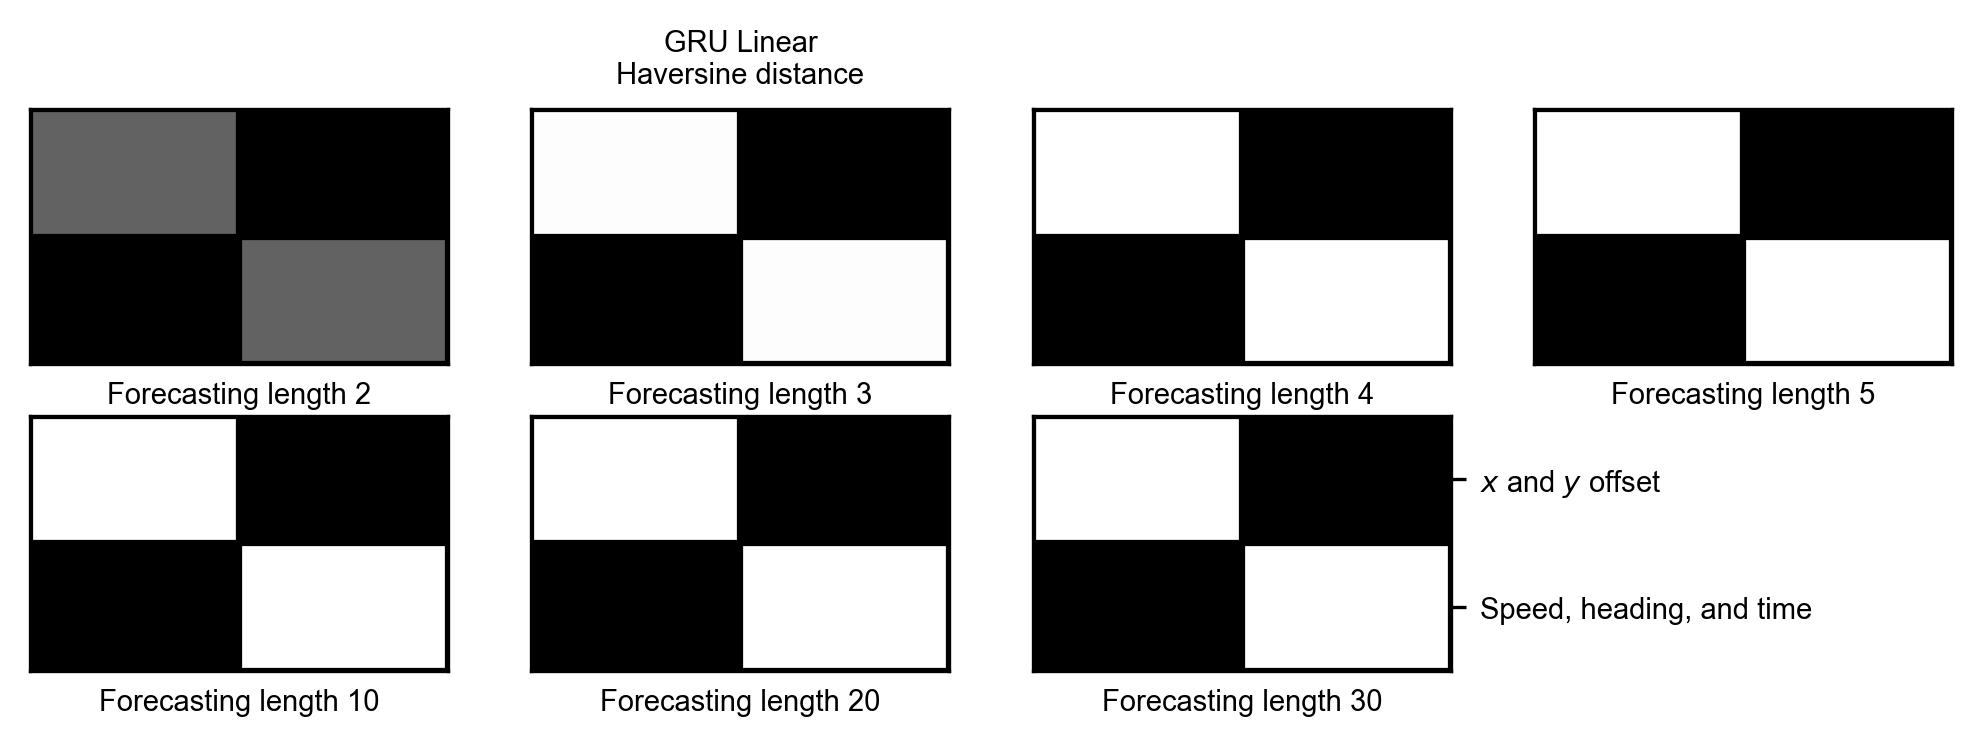 GRU Linear
Haversine distance
Forecasting length 2
Forecasting length 3
Forecasting length 4
Forecasting length 5
x and y offset
Speed, heading, and time
Forecasting length 10
Forecasting length 20
Forecasting length 30